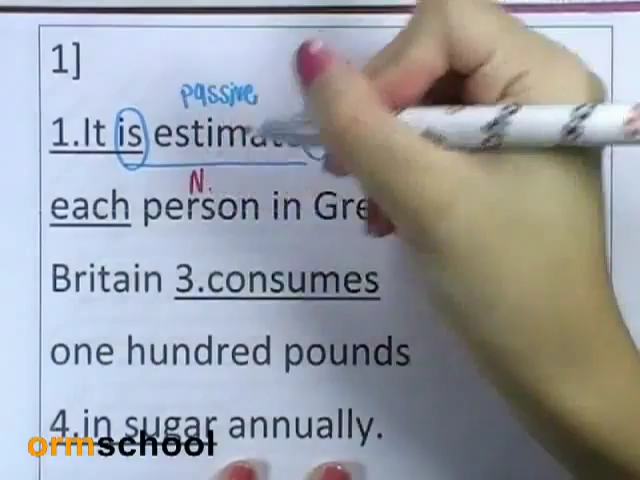 1]
passive
1.It is estimat
N.
each person in Gre
Britain 3.consumes
one hundred pounds
4.in sugar annually.
ormschool